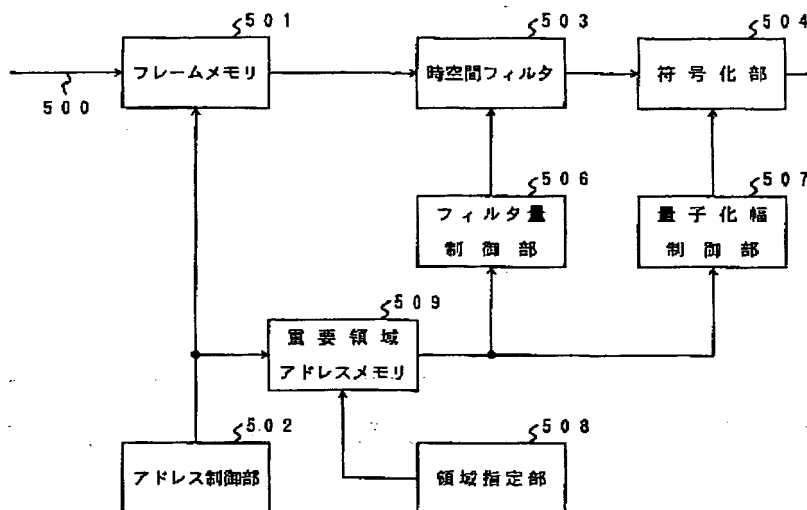 501
503
504
フレームメモリ
時空間フィルタ
符号化部
500
506
507
フィルタ量
制御部
量子化幅
制御部
509
重要領域
アドレスメモリ
502
508
アドレス制御部
領域指定部